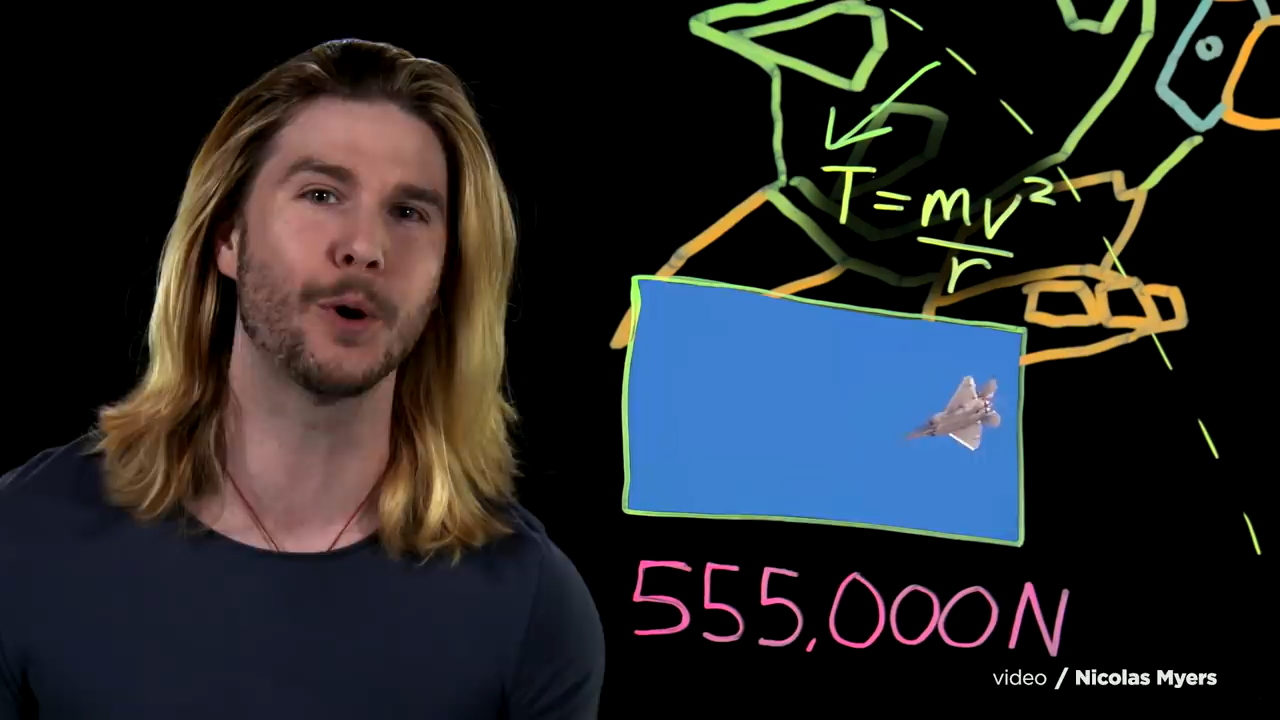 T = mv²/r
555,000N
video / Nicolas Myers